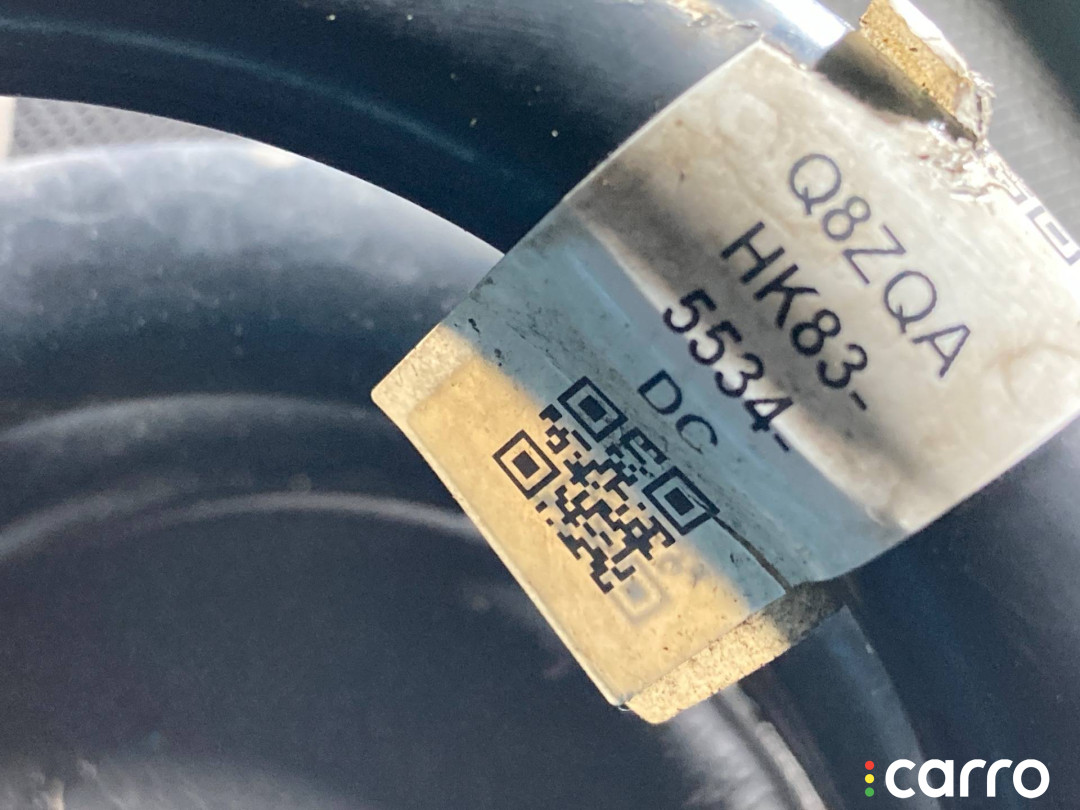 Q8ZQA
HK83-
5534-
DC
carro